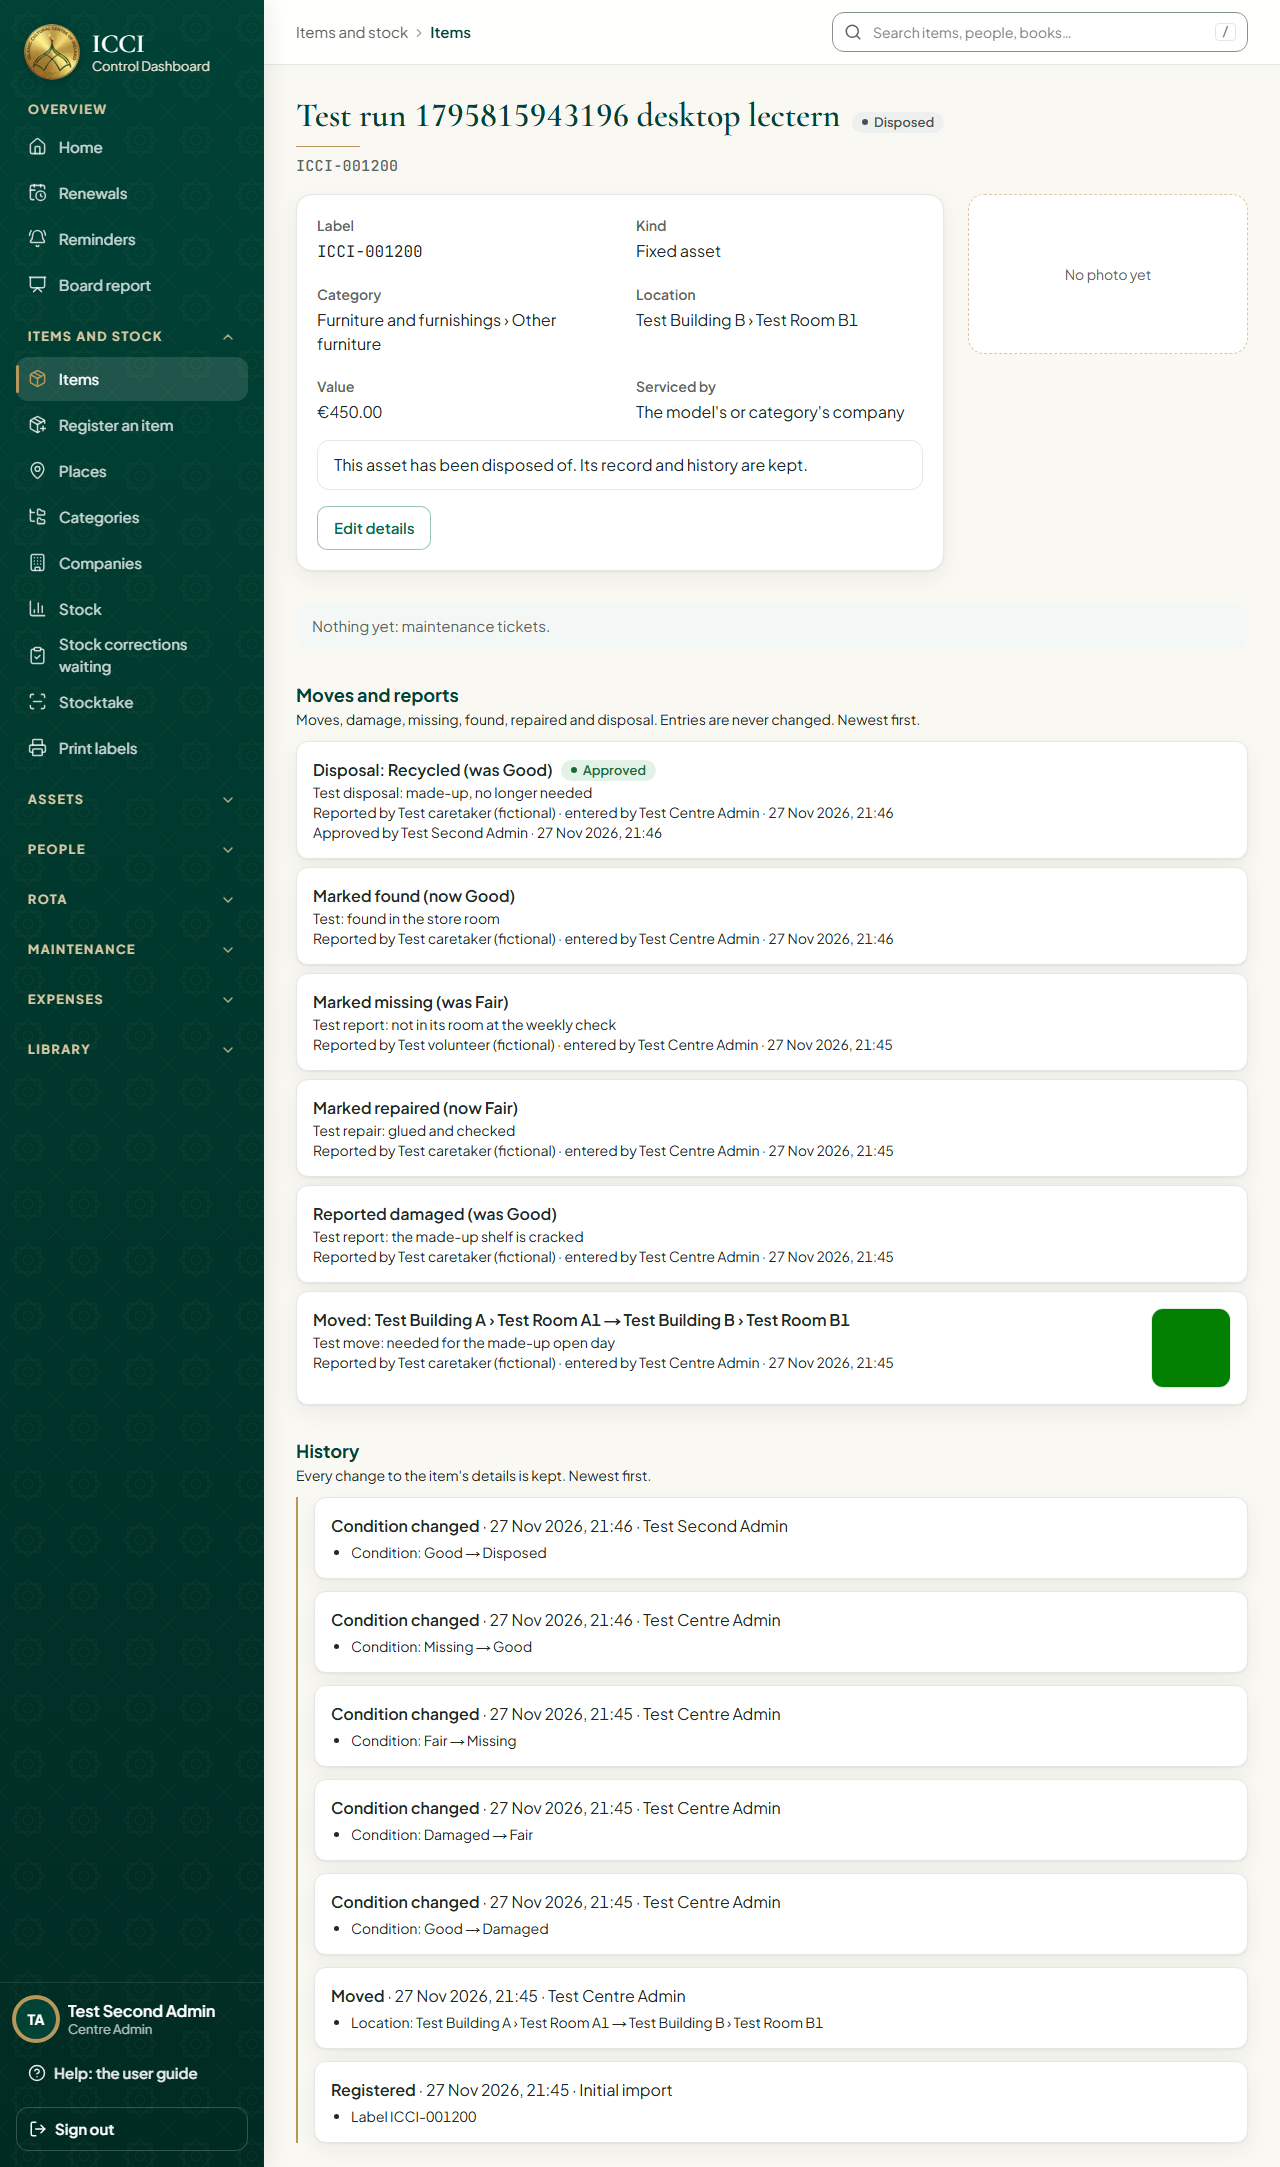 ICCI
Control Dashboard
OVERVIEW
Home
Renewals
Reminders
Board report
ITEMS AND STOCK
Items
Register an item
Places
Categories
Companies
Stock
Stock corrections
waiting
Stocktake
Print labels
ASSETS
PEOPLE
ROTA
MAINTENANCE
EXPENSES
LIBRARY
TA
Test Second Admin
Centre Admin
Help: the user guide
Sign out
Items and stock › Items
Search items, people, books… /
Test run 1795815943196 desktop lectern
Disposed
ICCI-001200
Label
ICCI-001200
Kind
Fixed asset
Category
Furniture and furnishings › Other
furniture
Location
Test Building B › Test Room B1
Value
€450.00
Serviced by
The model's or category's company
This asset has been disposed of. Its record and history are kept.
Edit details
No photo yet
Nothing yet: maintenance tickets.
Moves and reports
Moves, damage, missing, found, repaired and disposal. Entries are never changed. Newest first.
Disposal: Recycled (was Good) Approved
Test disposal: made-up, no longer needed
Reported by Test caretaker (fictional) · entered by Test Centre Admin · 27 Nov 2026, 21:46
Approved by Test Second Admin · 27 Nov 2026, 21:46
Marked found (now Good)
Test: found in the store room
Reported by Test caretaker (fictional) · entered by Test Centre Admin · 27 Nov 2026, 21:46
Marked missing (was Fair)
Test report: not in its room at the weekly check
Reported by Test volunteer (fictional) · entered by Test Centre Admin · 27 Nov 2026, 21:45
Marked repaired (now Fair)
Test repair: glued and checked
Reported by Test caretaker (fictional) · entered by Test Centre Admin · 27 Nov 2026, 21:45
Reported damaged (was Good)
Test report: the made-up shelf is cracked
Reported by Test caretaker (fictional) · entered by Test Centre Admin · 27 Nov 2026, 21:45
Moved: Test Building A › Test Room A1 → Test Building B › Test Room B1
Test move: needed for the made-up open day
Reported by Test caretaker (fictional) · entered by Test Centre Admin · 27 Nov 2026, 21:45
History
Every change to the item's details is kept. Newest first.
Condition changed · 27 Nov 2026, 21:46 · Test Second Admin
• Condition: Good → Disposed
Condition changed · 27 Nov 2026, 21:46 · Test Centre Admin
• Condition: Missing → Good
Condition changed · 27 Nov 2026, 21:45 · Test Centre Admin
• Condition: Fair → Missing
Condition changed · 27 Nov 2026, 21:45 · Test Centre Admin
• Condition: Damaged → Fair
Condition changed · 27 Nov 2026, 21:45 · Test Centre Admin
• Condition: Good → Damaged
Moved · 27 Nov 2026, 21:45 · Test Centre Admin
• Location: Test Building A › Test Room A1 → Test Building B › Test Room B1
Registered · 27 Nov 2026, 21:45 · Initial import
• Label ICCI-001200